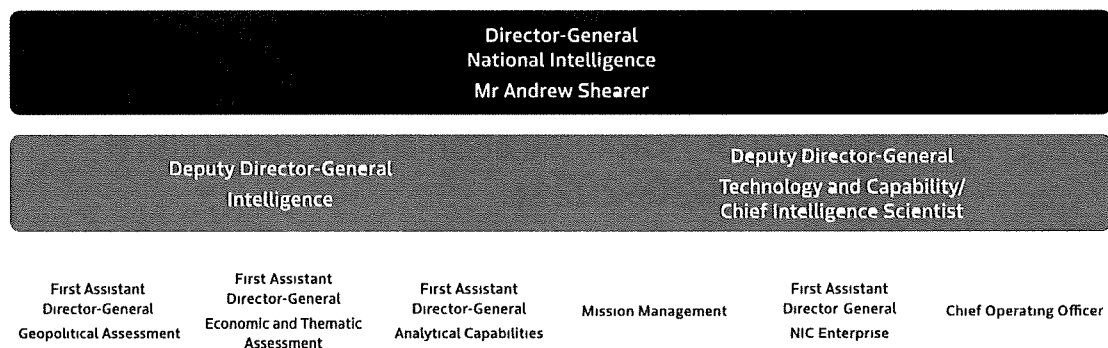 Director-General
National Intelligence
Mr Andrew Shearer
Deputy Director-General
Intelligence
Deputy Director-General
Technology and Capability/
Chief Intelligence Scientist
First Assistant
Director-General
Geopolitical Assessment
First Assistant
Director-General
Economic and Thematic
Assessment
First Assistant
Director-General
Analytical Capabilities
Mission Management
First Assistant
Director General
NIC Enterprise
Chief Operating Officer